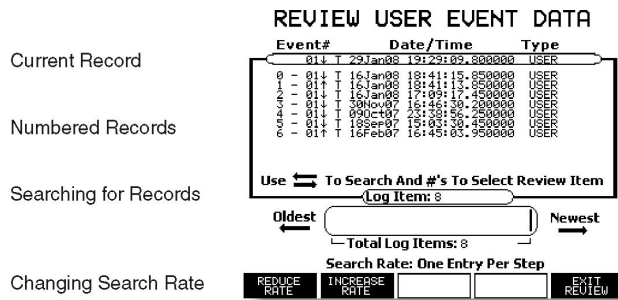 REVIEW USER EVENT DATA
Event# Date/Time Type
Current Record
01↓ T 29Jan08 19:29:09.800000 USER
0 - 01↓ T 16Jan08 18:41:15.850000 USER
1 - 01↑ T 16Jan08 18:41:13.850000 USER
2 - 01↓ T 16Jan08 17:09:17.450000 USER
3 - 01↓ T 30Nov07 16:46:30.200000 USER
4 - 01↓ T 09Oct07 23:38:56.250000 USER
Numbered Records
5 - 01↓ T 18Sep07 15:03:30.450000 USER
6 - 01↑ T 16Feb07 16:45:03.950000 USER
Use ⇆ To Search And #'s To Select Review Item
Searching for Records
Log Item: 8
Oldest Newest
← →
Total Log Items: 8
Search Rate: One Entry Per Step
Changing Search Rate
REDUCE RATE INCREASE RATE EXIT REVIEW